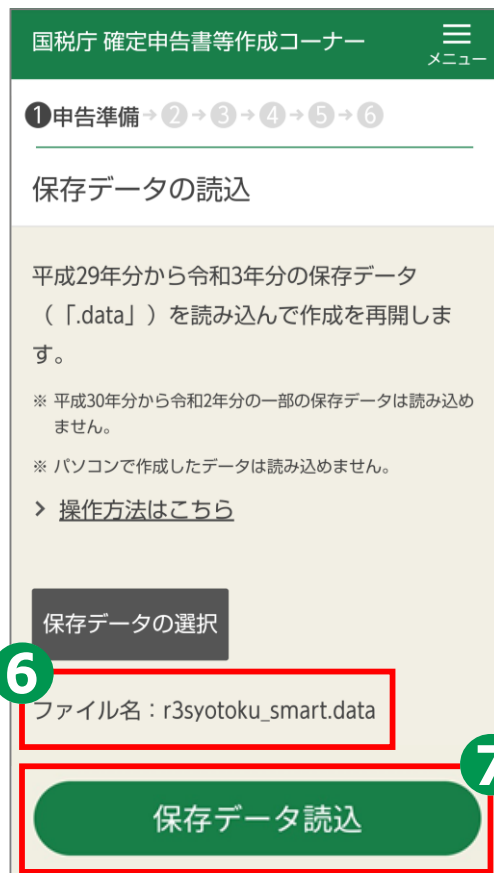 国税庁 確定申告書等作成コーナー
メニュー
1申告準備→2→3→4→5→6
保存データの読込
平成29年分から令和3年分の保存データ
（「.data」）を読み込んで作成を再開しま
す。
※ 平成30年分から令和2年分の一部の保存データは読み込め
ません。
※ パソコンで作成したデータは読み込めません。
> 操作方法はこちら
保存データの選択
6
ファイル名：r3syotoku_smart.data
7
保存データ読込